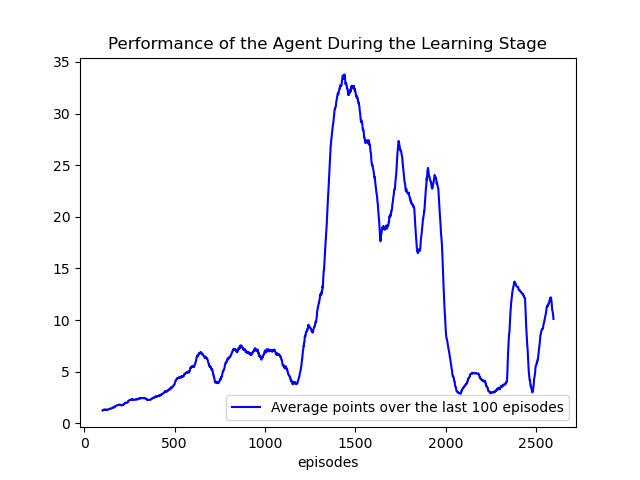 Performance of the Agent During the Learning Stage
35
30
25
20
15
10
5
0
Average points over the last 100 episodes
0 500 1000 1500 2000 2500
episodes